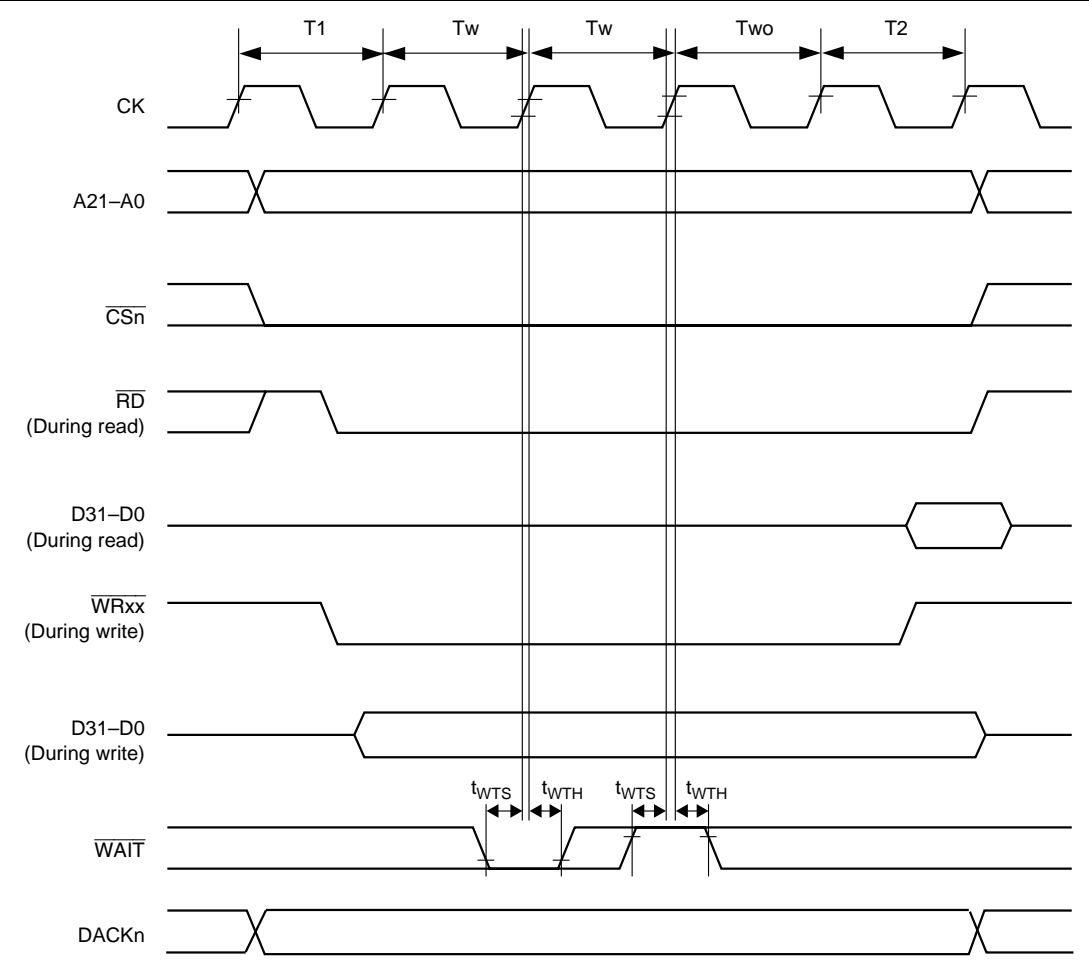 T1 Tw Tw Two T2
CK
A21–A0
CSn
RD
(During read)
D31–D0
(During read)
WRxx
(During write)
D31–D0
(During write)
tWTS tWTH tWTS tWTH
WAIT
DACKn